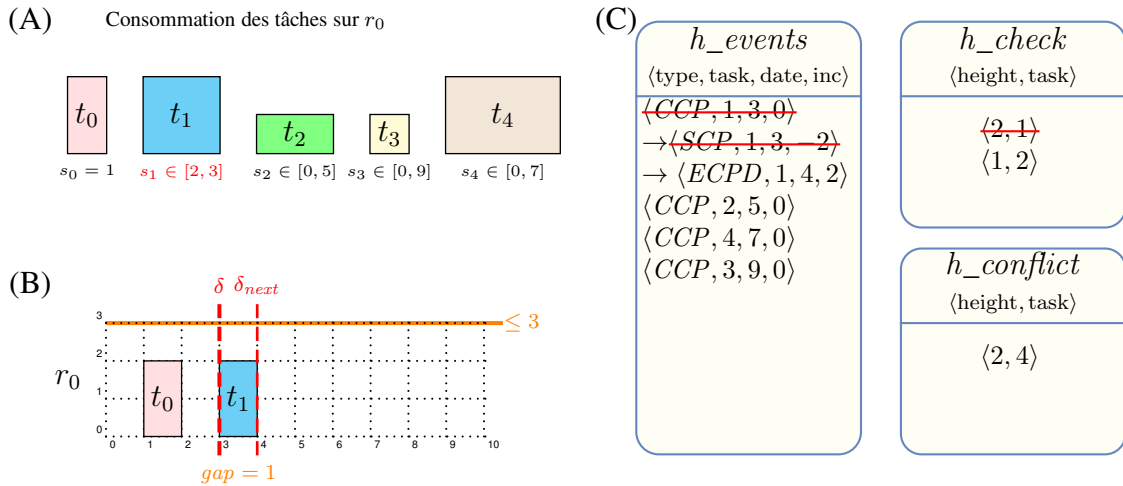 (A)
Consommation des tâches sur r₀
t₀
t₁
t₂
t₃
t₄
s₀ = 1
s₁ ∈ [2, 3]
s₂ ∈ [0, 5]
s₃ ∈ [0, 9]
s₄ ∈ [0, 7]
(B)
δ δₙₑₓₜ
3
≤ 3
2
r₀
t₀
t₁
1
0
0 1 2 3 4 5 6 7 8 9 10
gap = 1
(C)
h_events
⟨type, task, date, inc⟩
⟨CCP, 1, 3, 0⟩
→⟨SCP, 1, 3, −2⟩
→ ⟨ECPD, 1, 4, 2⟩
⟨CCP, 2, 5, 0⟩
⟨CCP, 4, 7, 0⟩
⟨CCP, 3, 9, 0⟩
h_check
⟨height, task⟩
⟨2, 1⟩
⟨1, 2⟩
h_conflict
⟨height, task⟩
⟨2, 4⟩